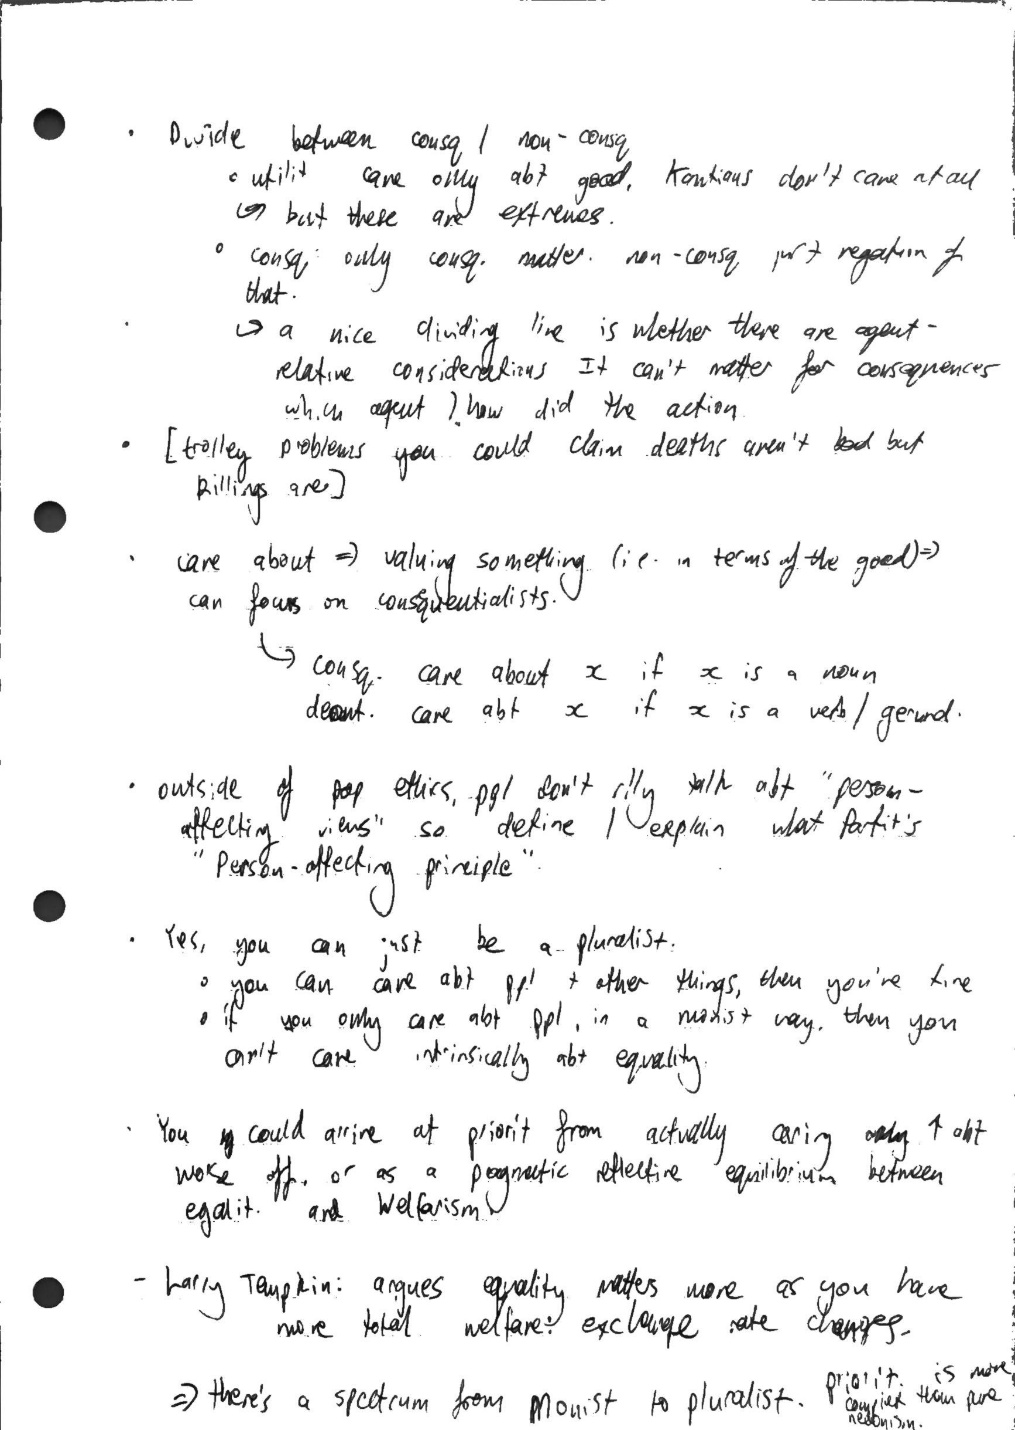 • Divide between consq / non-consq
◦ utilit care only abt good, Kantians don't care at all
↳ but these are extremes.
◦ consq: only consq. matter. non-consq just negation of
that.
↳ a nice dividing line is whether there are agent-
relative considerations It can't matter for consequences
which agent / how did the action
• [trolley problems you could claim deaths aren't bad but
killings are]
• care about ⇒ valuing something (i.e. in terms of the good) ⇒
can focus on consquentialists.
↳ consq. care about x if x is a noun
deont. care abt x if x is a verb / gerund.
• outside of pop ethics, ppl don't rlly talk abt "person-
affecting views" so define / explain what Parfit's
"Person-affecting principle".
• Yes, you can just be a pluralist.
◦ you can care abt ppl + other things, then you're fine
◦ if you only care abt ppl, in a monist way, then you
can't care intrinsically abt equality.
• You could arrive at priorit from actually caring ↑ abt
worse off, or as a pragmatic reflective equilibrium between
egalit. and Welfarism
- Larry Tempkin: argues equality matters more as you have
more total welfare: exchange rate changes.
⇒ there's a spectrum from monist to pluralist. priorit. is more
complex than pure
hedonism.